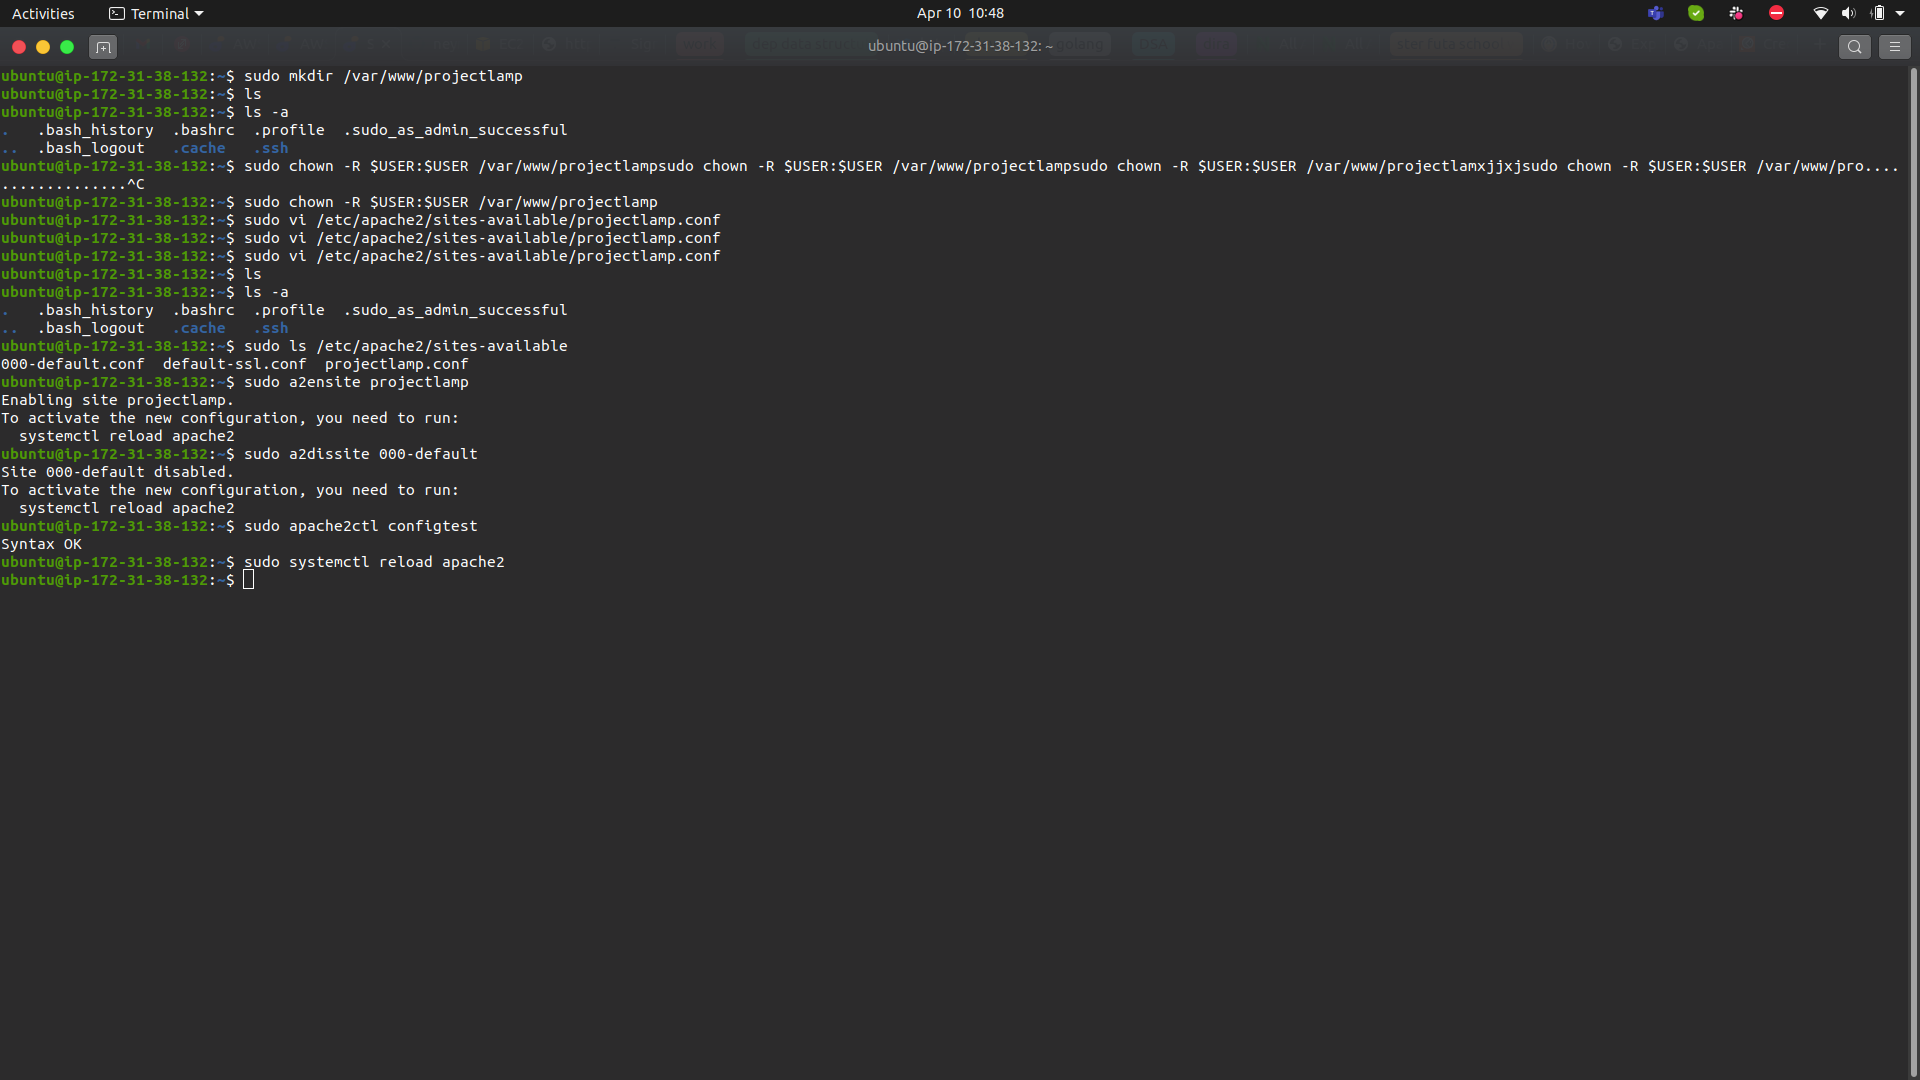 Activities Terminal Apr 10 10:48
ubuntu@ip-172-31-38-132: ~
ubuntu@ip-172-31-38-132:~$ sudo mkdir /var/www/projectlamp
ubuntu@ip-172-31-38-132:~$ ls
ubuntu@ip-172-31-38-132:~$ ls -a
. .bash_history .bashrc .profile .sudo_as_admin_successful
.. .bash_logout .cache .ssh
ubuntu@ip-172-31-38-132:~$ sudo chown -R $USER:$USER /var/www/projectlampsudo chown -R $USER:$USER /var/www/projectlampsudo chown -R $USER:$USER /var/www/projectlamxjjxjsudo chown -R $USER:$USER /var/www/pro....
..............^C
ubuntu@ip-172-31-38-132:~$ sudo chown -R $USER:$USER /var/www/projectlamp
ubuntu@ip-172-31-38-132:~$ sudo vi /etc/apache2/sites-available/projectlamp.conf
ubuntu@ip-172-31-38-132:~$ sudo vi /etc/apache2/sites-available/projectlamp.conf
ubuntu@ip-172-31-38-132:~$ sudo vi /etc/apache2/sites-available/projectlamp.conf
ubuntu@ip-172-31-38-132:~$ ls
ubuntu@ip-172-31-38-132:~$ ls -a
. .bash_history .bashrc .profile .sudo_as_admin_successful
.. .bash_logout .cache .ssh
ubuntu@ip-172-31-38-132:~$ sudo ls /etc/apache2/sites-available
000-default.conf default-ssl.conf projectlamp.conf
ubuntu@ip-172-31-38-132:~$ sudo a2ensite projectlamp
Enabling site projectlamp.
To activate the new configuration, you need to run:
  systemctl reload apache2
ubuntu@ip-172-31-38-132:~$ sudo a2dissite 000-default
Site 000-default disabled.
To activate the new configuration, you need to run:
  systemctl reload apache2
ubuntu@ip-172-31-38-132:~$ sudo apache2ctl configtest
Syntax OK
ubuntu@ip-172-31-38-132:~$ sudo systemctl reload apache2
ubuntu@ip-172-31-38-132:~$